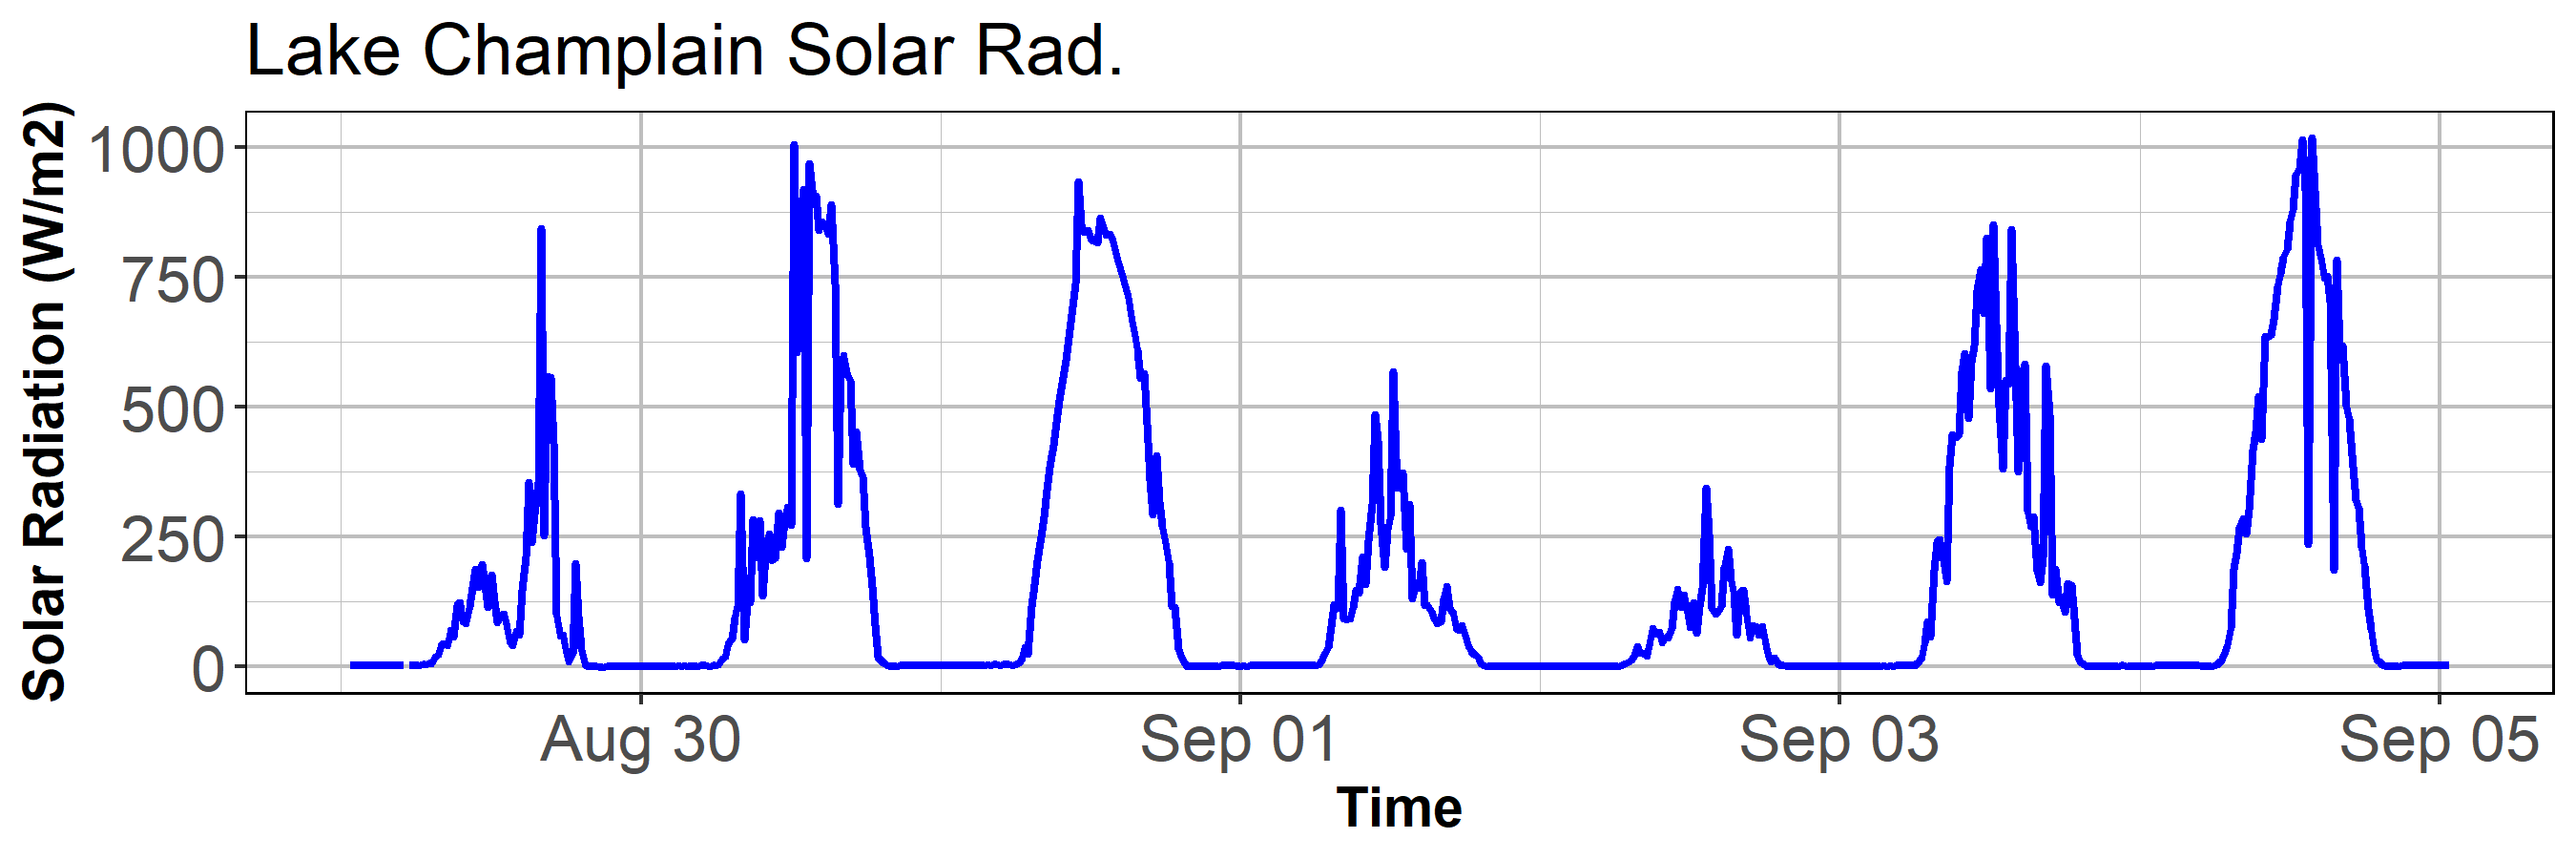 Lake Champlain Solar Rad.
Solar Radiation (W/m2)
1000
750
500
250
0
Aug 30
Sep 01
Sep 03
Sep 05
Time